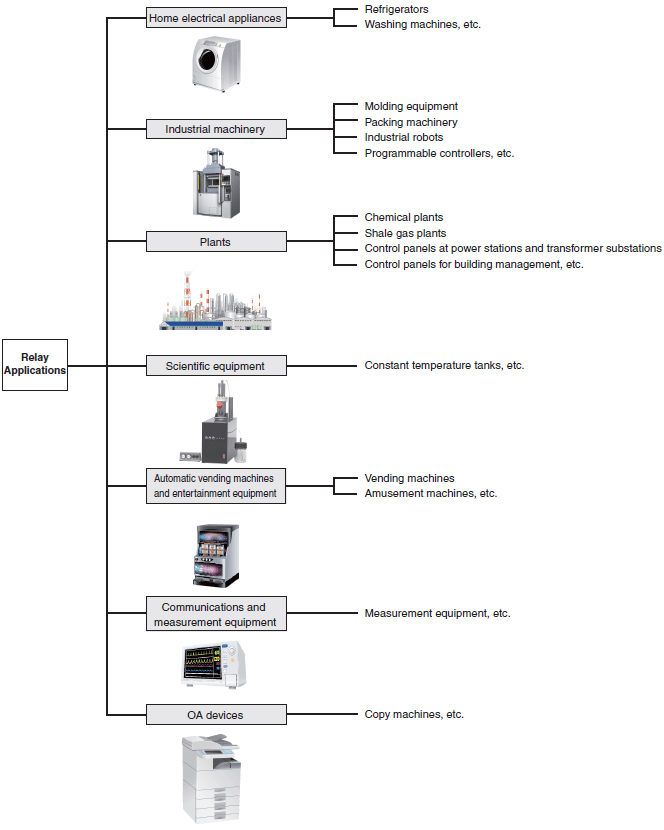 Home electrical appliances
Refrigerators
Washing machines, etc.
Industrial machinery
Molding equipment
Packing machinery
Industrial robots
Programmable controllers, etc.
Plants
Chemical plants
Shale gas plants
Control panels at power stations and transformer substations
Control panels for building management, etc.
Relay
Applications
Scientific equipment
Constant temperature tanks, etc.
Automatic vending machines
and entertainment equipment
Vending machines
Amusement machines, etc.
Communications and
measurement equipment
Measurement equipment, etc.
OA devices
Copy machines, etc.